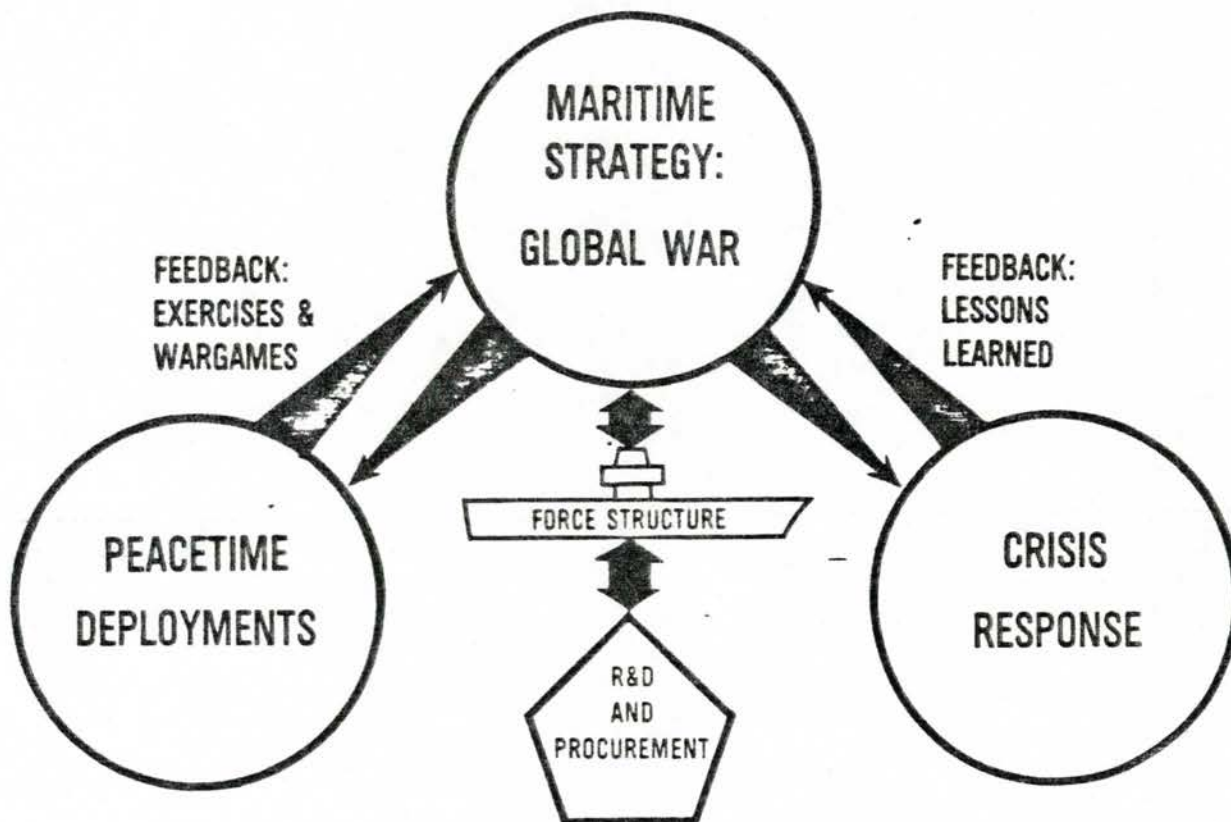 MARITIME
STRATEGY:
GLOBAL WAR
FEEDBACK:
EXERCISES &
WARGAMES
FEEDBACK:
LESSONS
LEARNED
FORCE STRUCTURE
PEACETIME
DEPLOYMENTS
CRISIS
RESPONSE
R&D
AND
PROCUREMENT